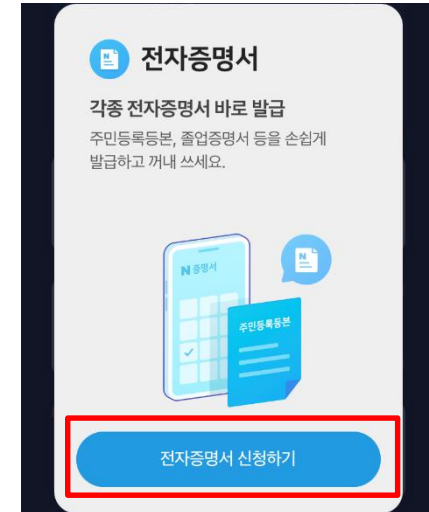 전자증명서
각종 전자증명서 바로 발급
주민등록등본, 졸업증명서 등을 손쉽게
발급하고 꺼내 쓰세요.
N 증명서
N
주민등록등본
전자증명서 신청하기